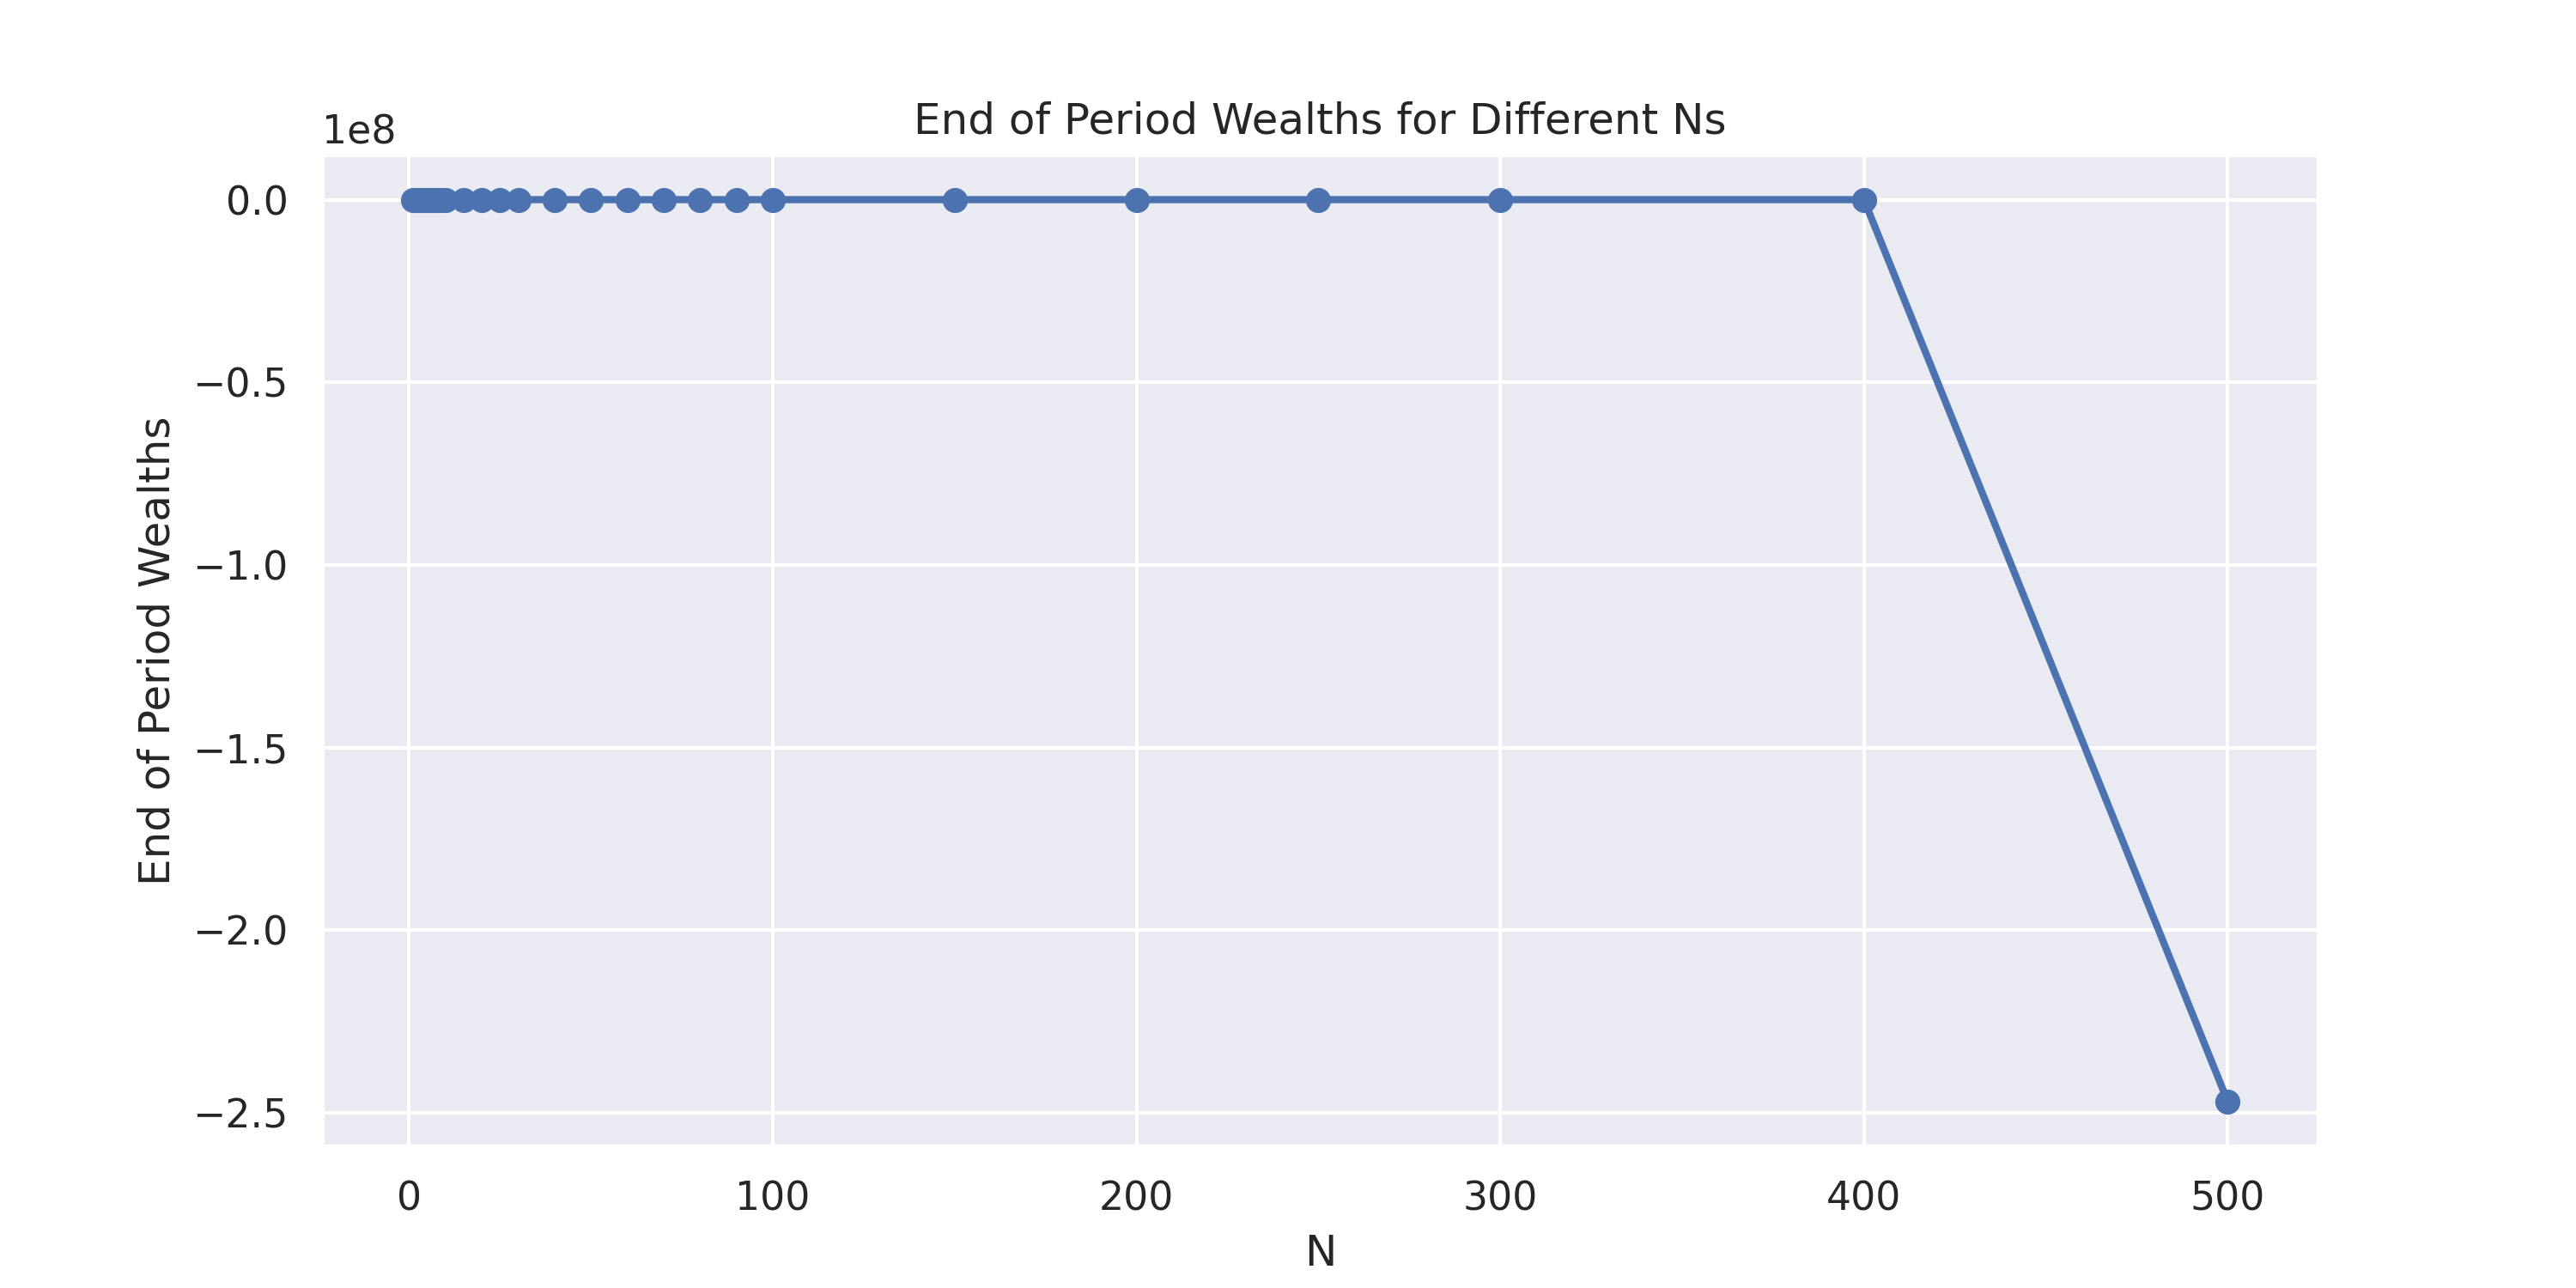 End of Period Wealths for Different Ns
1e8
0.0
−0.5
−1.0
−1.5
−2.0
−2.5
End of Period Wealths
0 100 200 300 400 500
N